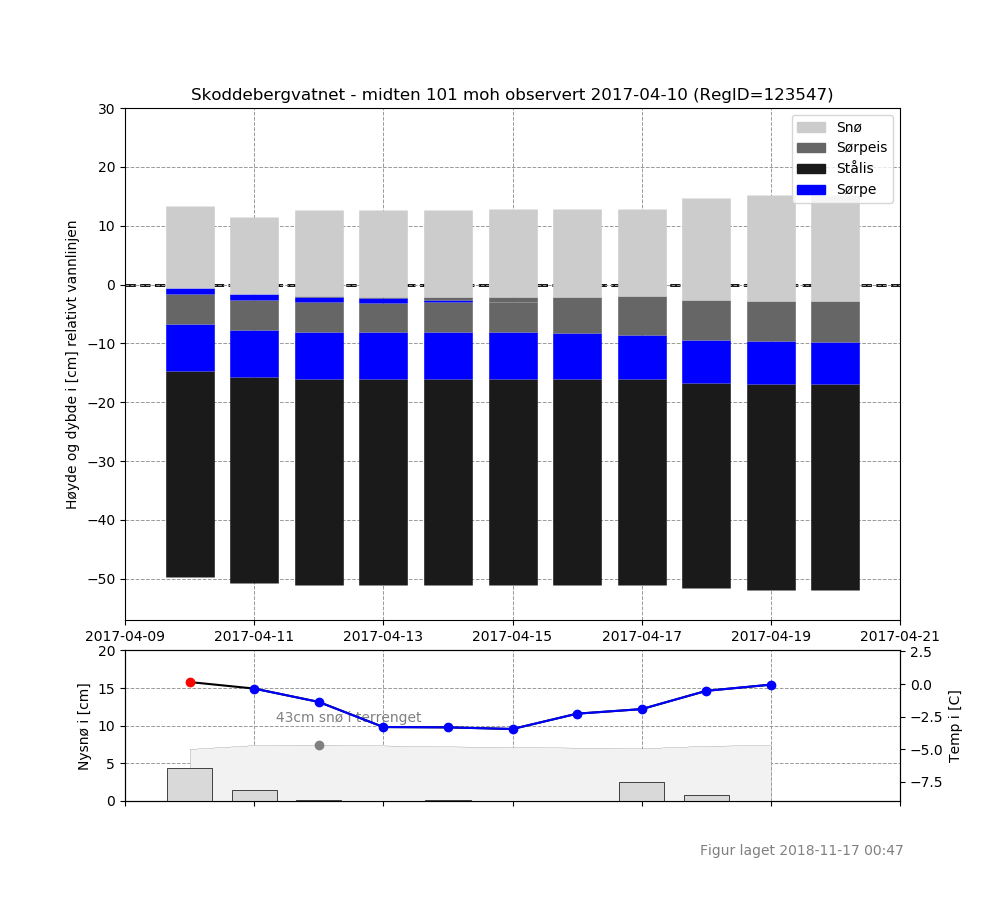 Skoddebergvatnet - midten 101 moh observert 2017-04-10 (RegID=123547)
Snø
Sørpeis
Stålis
Sørpe
Høyde og dybde i [cm] relativt vannlinjen
30
20
10
0
−10
−20
−30
−40
−50
2017-04-09 2017-04-11 2017-04-13 2017-04-15 2017-04-17 2017-04-19 2017-04-21
Nysnø i [cm]
20
15
10
5
0
43cm snø i terrenget
2.5
0.0
−2.5
−5.0
−7.5
Temp i [C]
Figur laget 2018-11-17 00:47